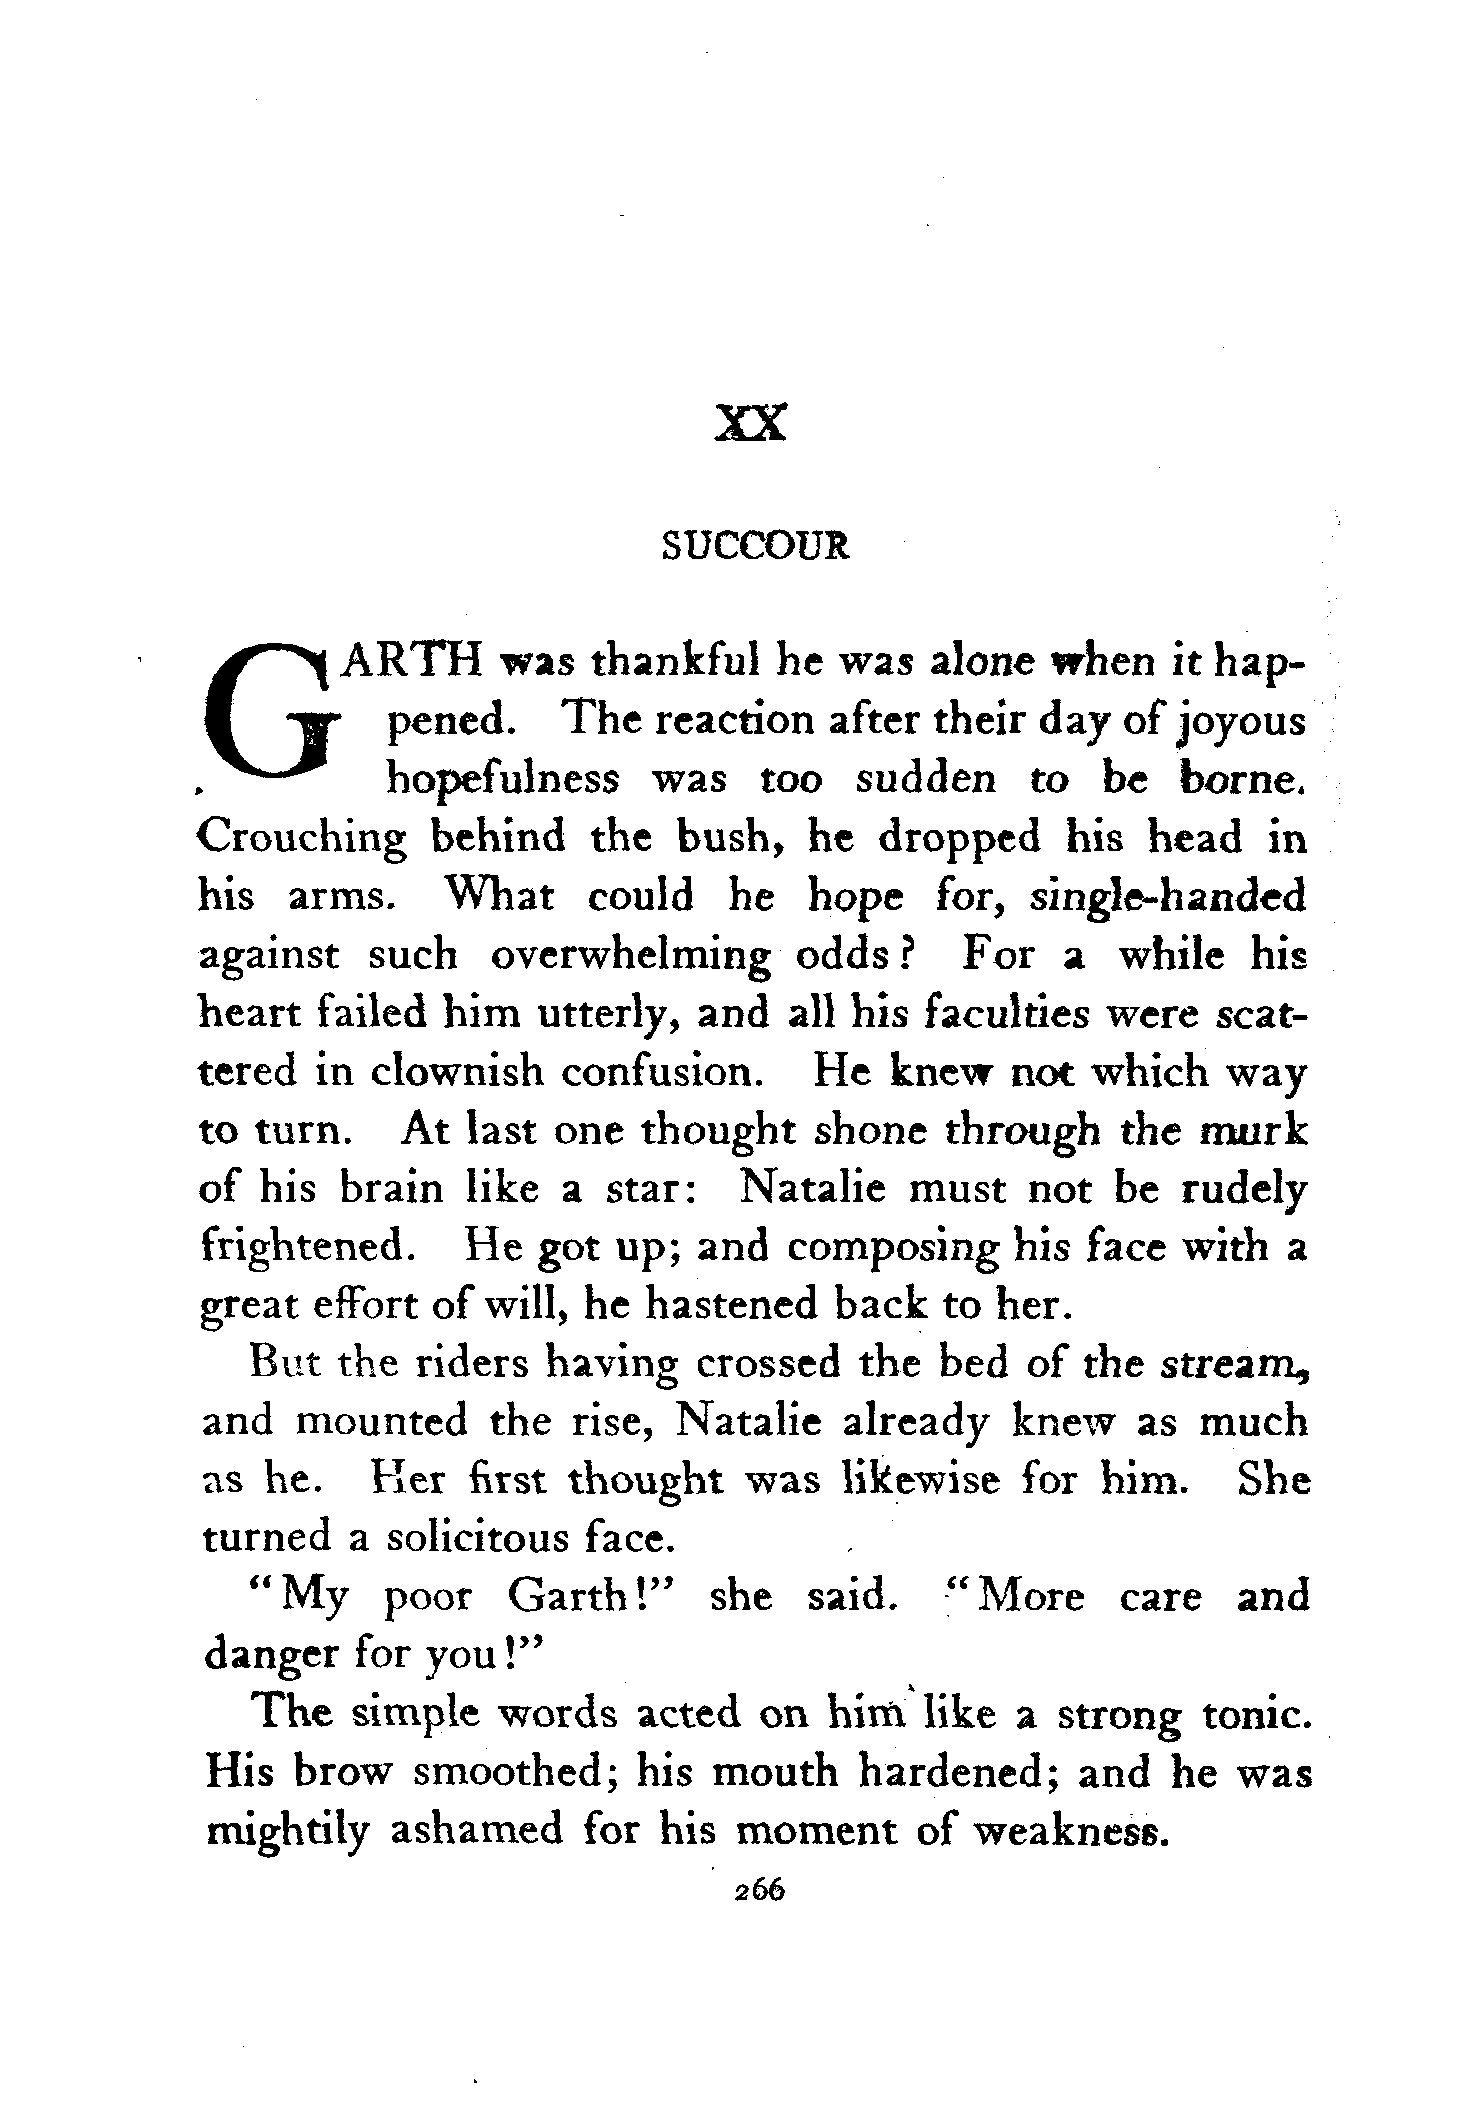 XX
SUCCOUR
GARTH was thankful he was alone when it hap-
pened. The reaction after their day of joyous
hopefulness was too sudden to be borne.
Crouching behind the bush, he dropped his head in
his arms. What could he hope for, single-handed
against such overwhelming odds? For a while his
heart failed him utterly, and all his faculties were scat-
tered in clownish confusion. He knew not which way
to turn. At last one thought shone through the murk
of his brain like a star: Natalie must not be rudely
frightened. He got up; and composing his face with a
great effort of will, he hastened back to her.
But the riders having crossed the bed of the stream,
and mounted the rise, Natalie already knew as much
as he. Her first thought was likewise for him. She
turned a solicitous face.
"My poor Garth!" she said. "More care and
danger for you!"
The simple words acted on him like a strong tonic.
His brow smoothed; his mouth hardened; and he was
mightily ashamed for his moment of weakness.
266